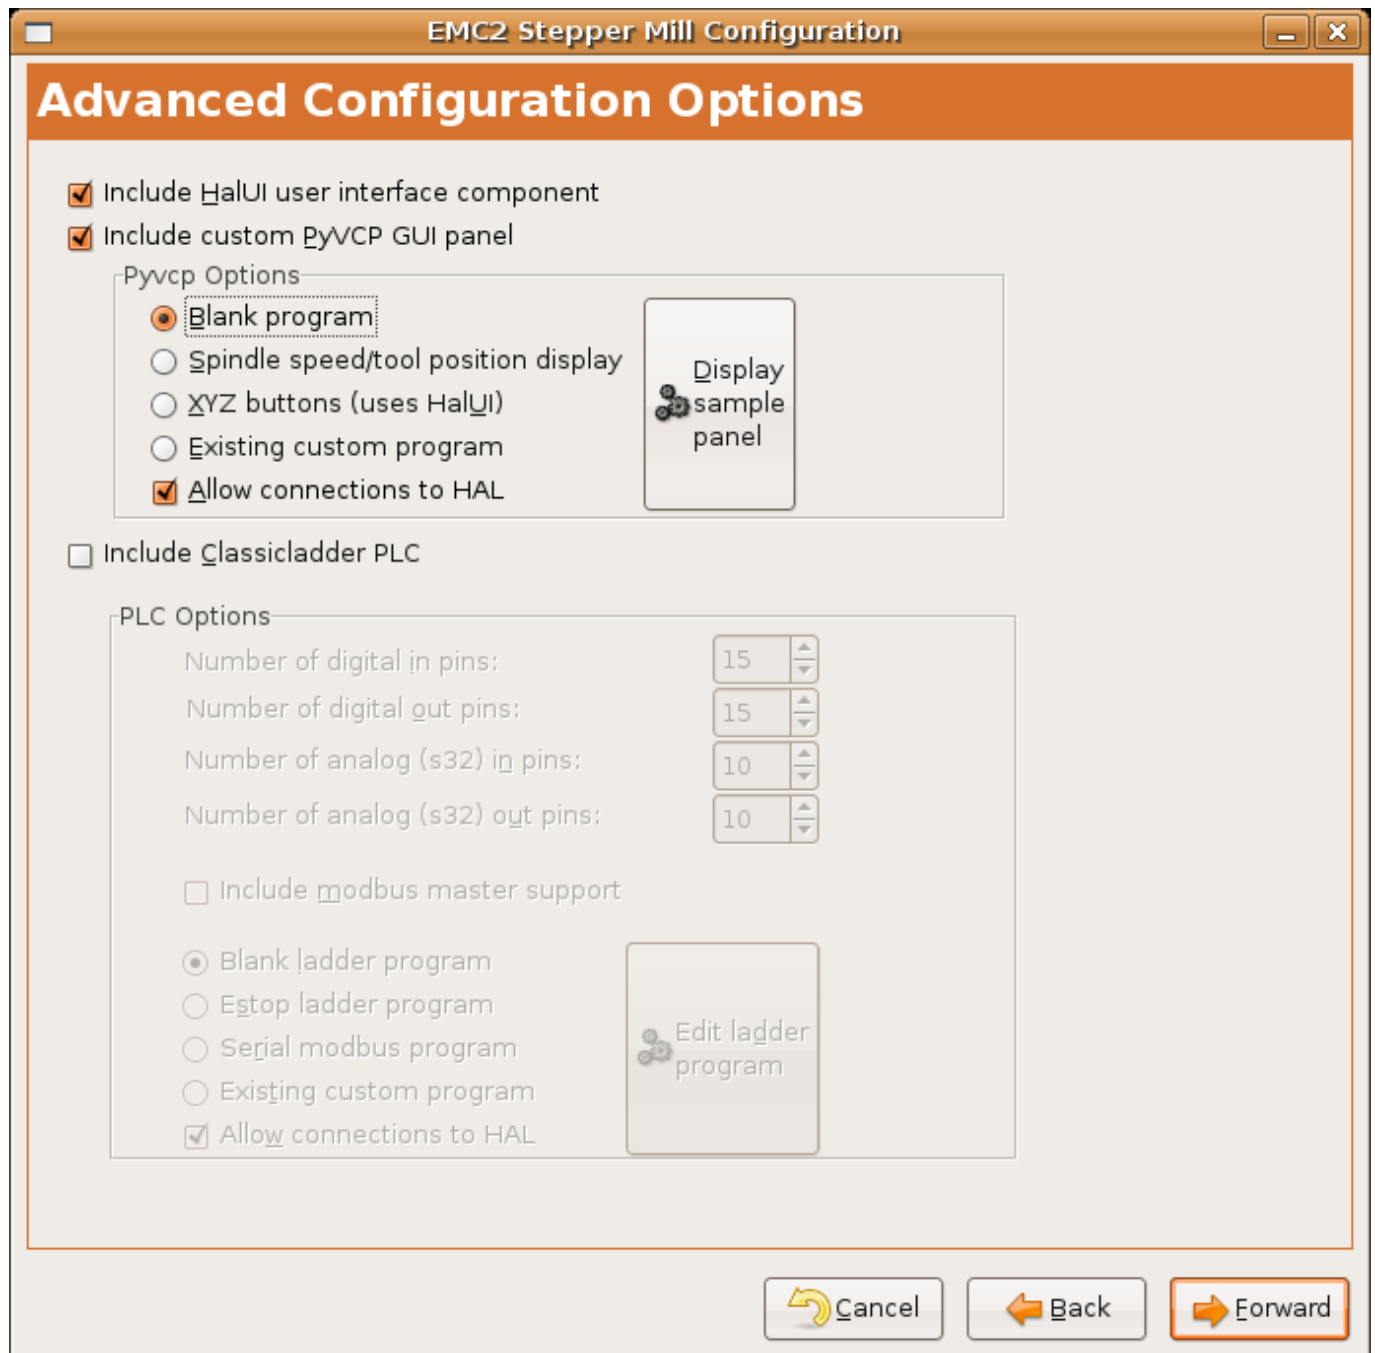 EMC2 Stepper Mill Configuration
Advanced Configuration Options
Include HalUI user interface component
Include custom PyVCP GUI panel
Pyvcp Options
Blank program
Spindle speed/tool position display
XYZ buttons (uses HalUI)
Existing custom program
Allow connections to HAL
Display
sample
panel
Include Classicladder PLC
PLC Options
Number of digital in pins: 15
Number of digital out pins: 15
Number of analog (s32) in pins: 10
Number of analog (s32) out pins: 10
Include modbus master support
Blank ladder program
Estop ladder program
Serial modbus program
Existing custom program
Allow connections to HAL
Edit ladder
program
Cancel Back Forward